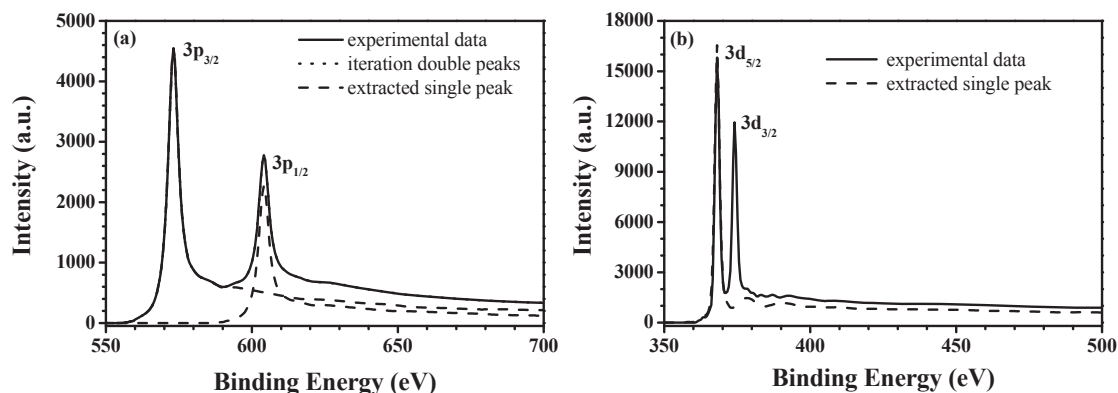 (a)
3p3/2
3p1/2
experimental data
iteration double peaks
extracted single peak
5000
4000
3000
2000
1000
0
550
600
650
700
Intensity (a.u.)
Binding Energy (eV)
(b)
3d5/2
3d3/2
experimental data
extracted single peak
18000
15000
12000
9000
6000
3000
0
350
400
450
500
Intensity (a.u.)
Binding Energy (eV)